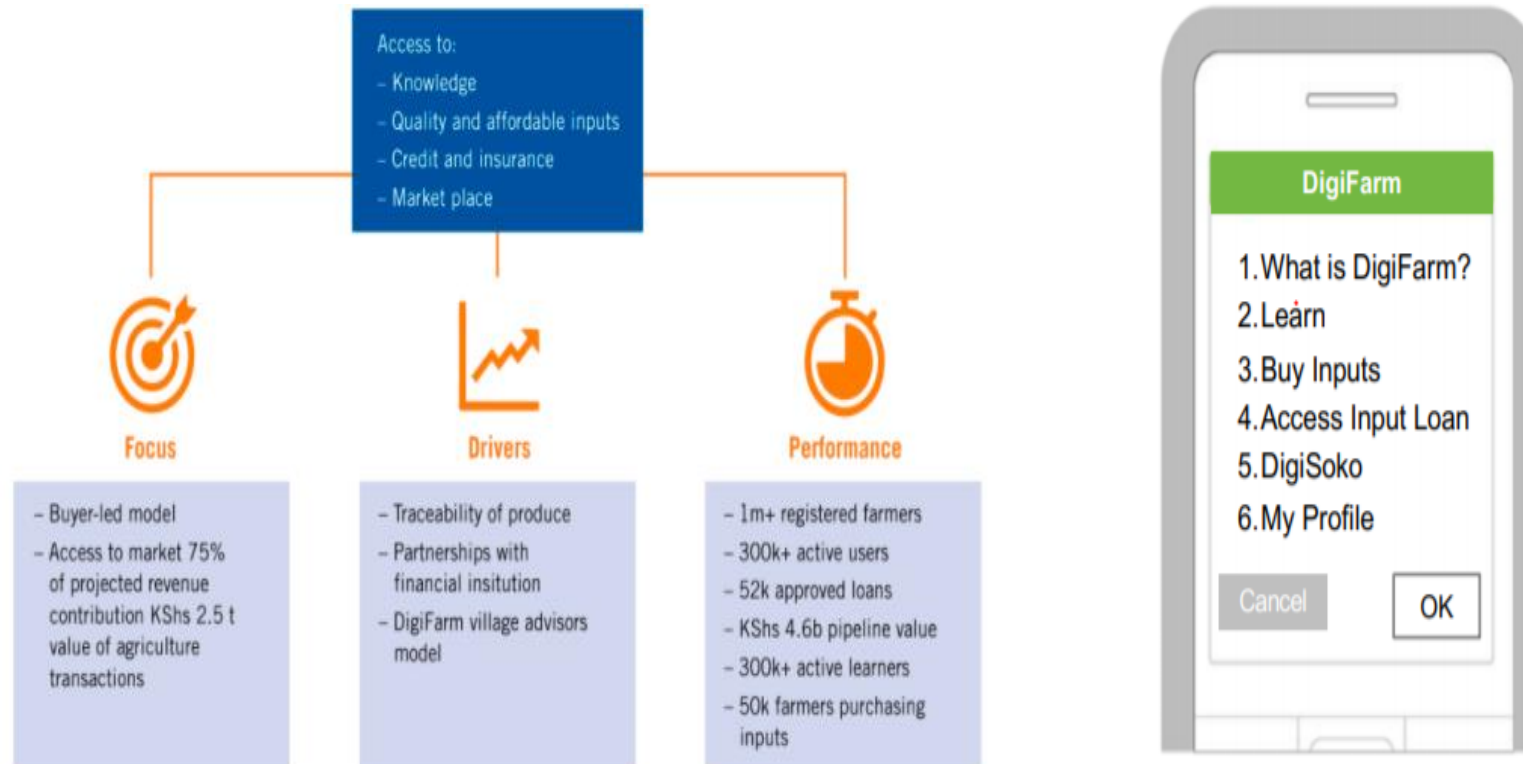 Access to:
– Knowledge
– Quality and affordable inputs
– Credit and insurance
– Market place
Focus
– Buyer-led model
– Access to market 75%
of projected revenue
contribution KShs 2.5 t
value of agriculture
transactions
Drivers
– Traceability of produce
– Partnerships with
financial insitution
– DigiFarm village advisors
model
Performance
– 1m+ registered farmers
– 300k+ active users
– 52k approved loans
– KShs 4.6b pipeline value
– 300k+ active learners
– 50k farmers purchasing
inputs
DigiFarm
1.What is DigiFarm?
2.Learn
3.Buy Inputs
4.Access Input Loan
5.DigiSoko
6.My Profile
Cancel
OK